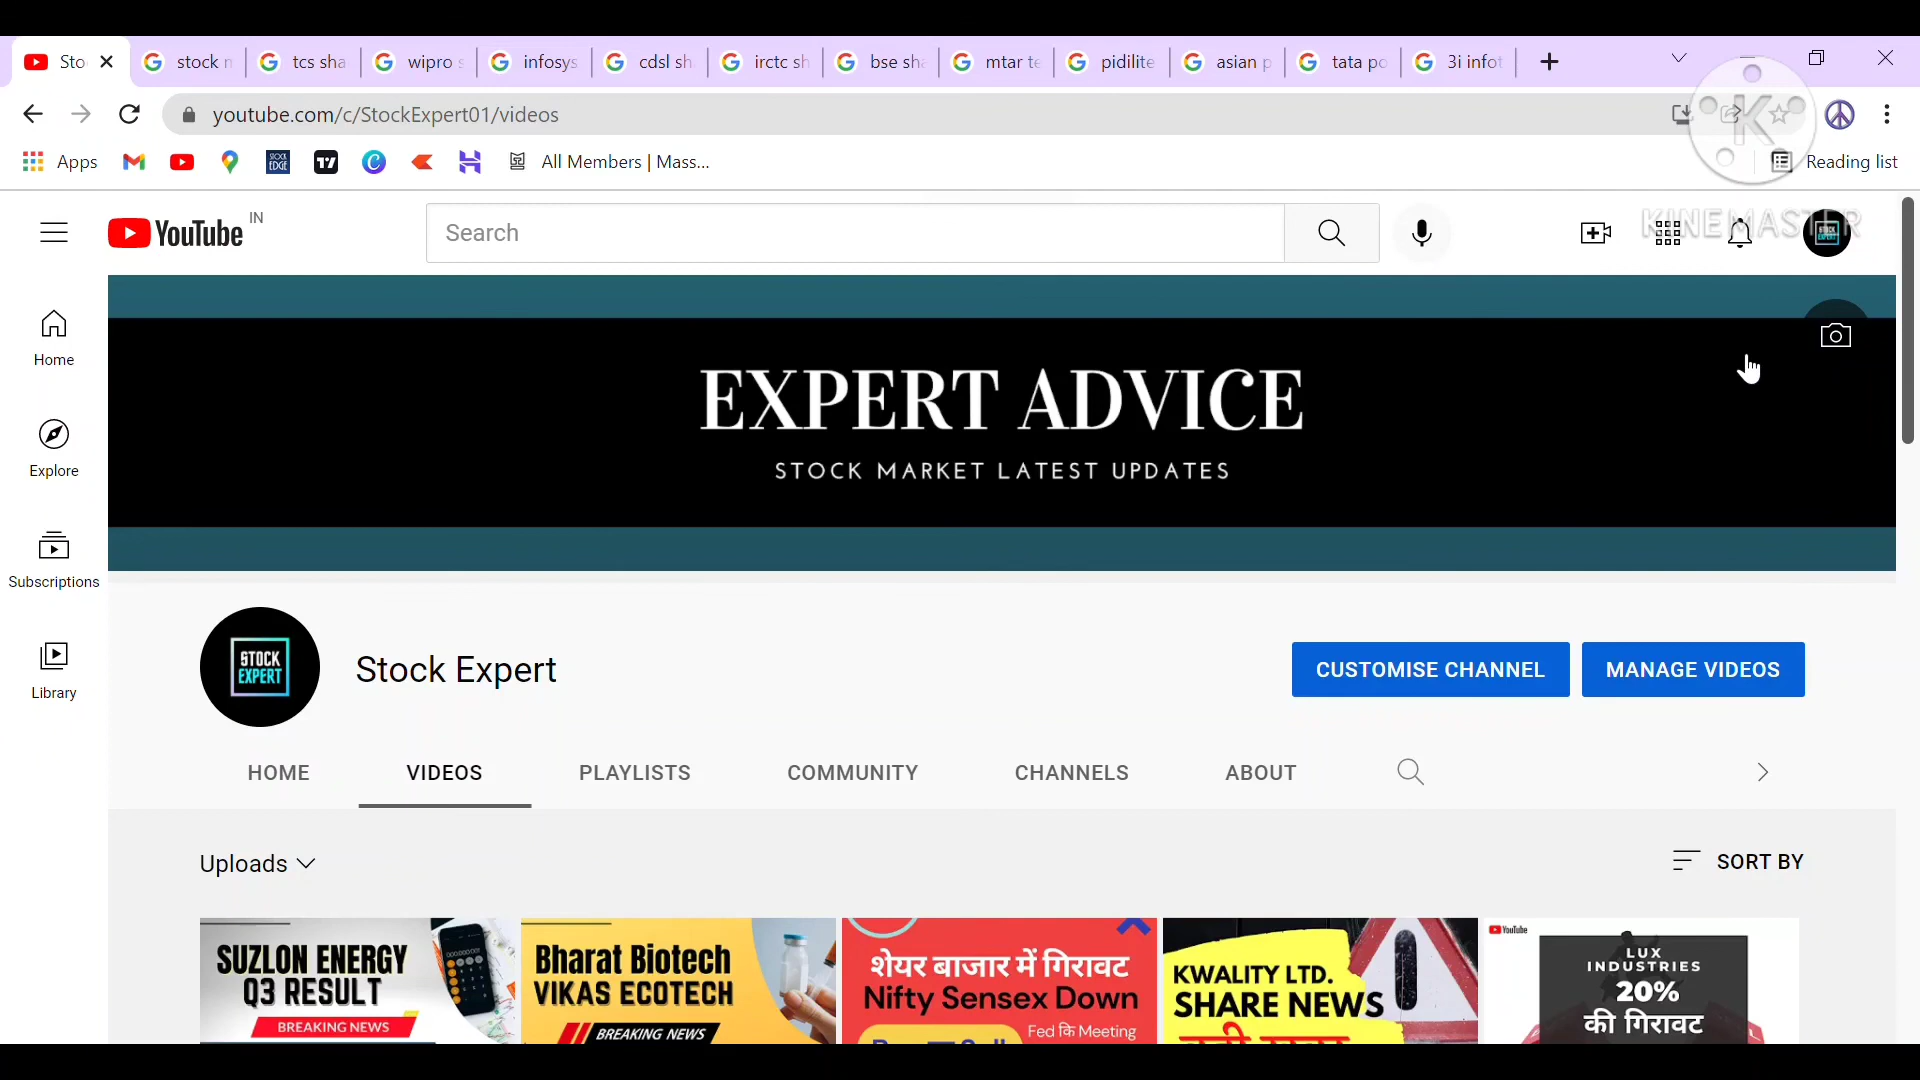 Sto
stock m
tcs sha
wipro s
infosys
cdsl sh
irctc sh
bse sha
mtar te
pidilite
asian p
tata po
3i infot
youtube.com/c/StockExpert01/videos
Apps
STOCK
EDGE
All Members | Mass...
Reading list
K
KINEMASTER
YouTube IN
Search
EXPERT ADVICE
STOCK MARKET LATEST UPDATES
Home
Explore
Subscriptions
Library
STOCK
EXPERT
Stock Expert
CUSTOMISE CHANNEL
MANAGE VIDEOS
HOME
VIDEOS
PLAYLISTS
COMMUNITY
CHANNELS
ABOUT
Uploads
SORT BY
SUZLON ENERGY
Q3 RESULT
BREAKING NEWS
Bharat Biotech
VIKAS ECOTECH
BREAKING NEWS
शेयर बाजार में गिरावट
Nifty Sensex Down
Fed कि Meeting
KWALITY LTD.
SHARE NEWS
YouTube
LUX
INDUSTRIES
20%
की गिरावट